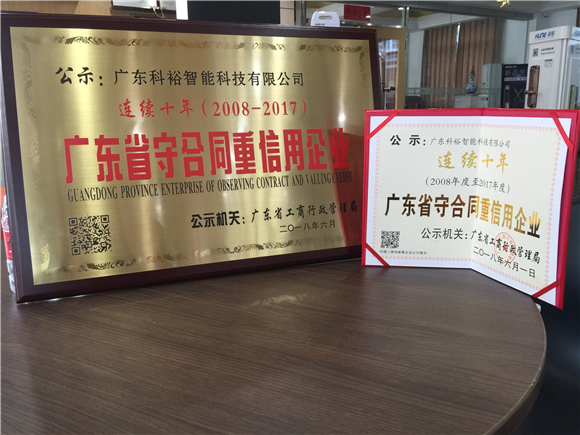 公示：广东科裕智能科技有限公司
连续十年（2008-2017）
广东省守合同重信用企业
GUANGDONG PROVINCE ENTERPRISE OF OBSERVING CONTRACT AND VALUING CREDIT
公示机关：广东省工商行政管理局
二〇一八年六月
公 示：广东科裕智能科技有限公司
连续十年
（2008年度至2017年度）
广东省守合同重信用企业
公示机关：广东省工商行政管理局
二〇一八年六月一日